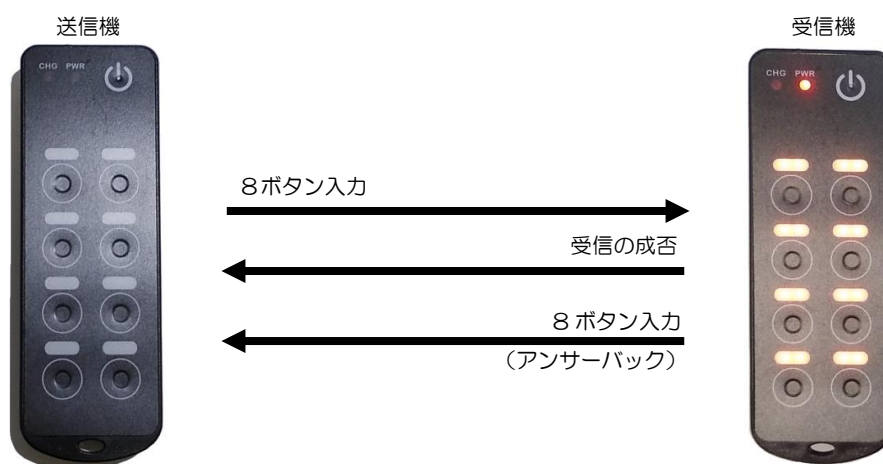 送信機
受信機
CHG PWR
CHG PWR
8ボタン入力
受信の成否
8 ボタン入力
(アンサーバック)